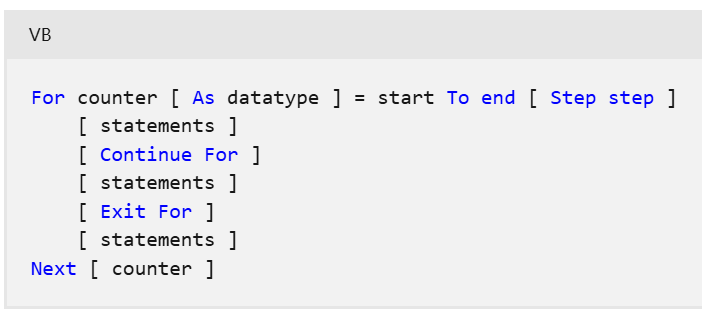 VB
For counter [ As datatype ] = start To end [ Step step ]
    [ statements ]
    [ Continue For ]
    [ statements ]
    [ Exit For ]
    [ statements ]
Next [ counter ]